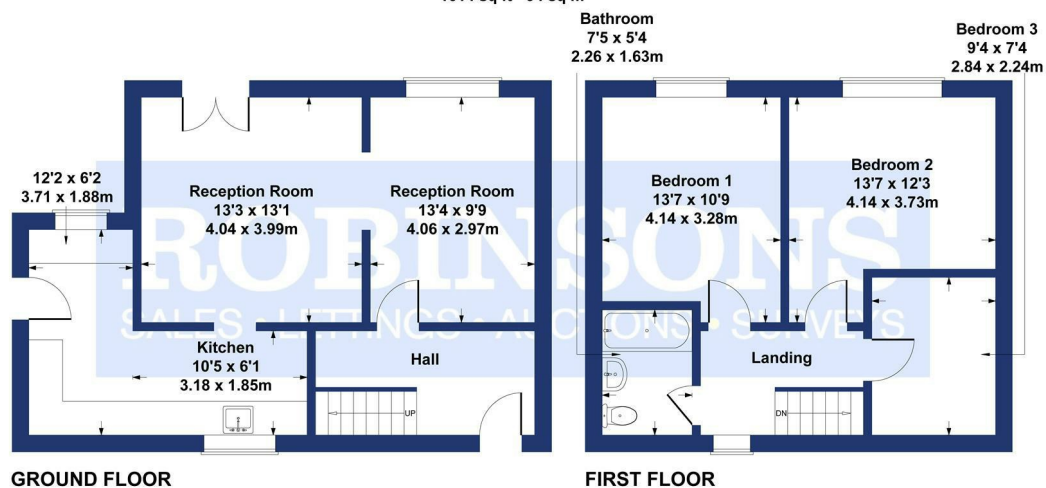 Bathroom
7'5 x 5'4
2.26 x 1.63m
Bedroom 3
9'4 x 7'4
2.84 x 2.24m
12'2 x 6'2
3.71 x 1.88m
Reception Room
13'3 x 13'1
4.04 x 3.99m
Reception Room
13'4 x 9'9
4.06 x 2.97m
Bedroom 1
13'7 x 10'9
4.14 x 3.28m
Bedroom 2
13'7 x 12'3
4.14 x 3.73m
ROBINSONS
SALES • LETTINGS • AUCTIONS • SURVEYS
Kitchen
10'5 x 6'1
3.18 x 1.85m
Hall
Landing
UP
DN
GROUND FLOOR
FIRST FLOOR